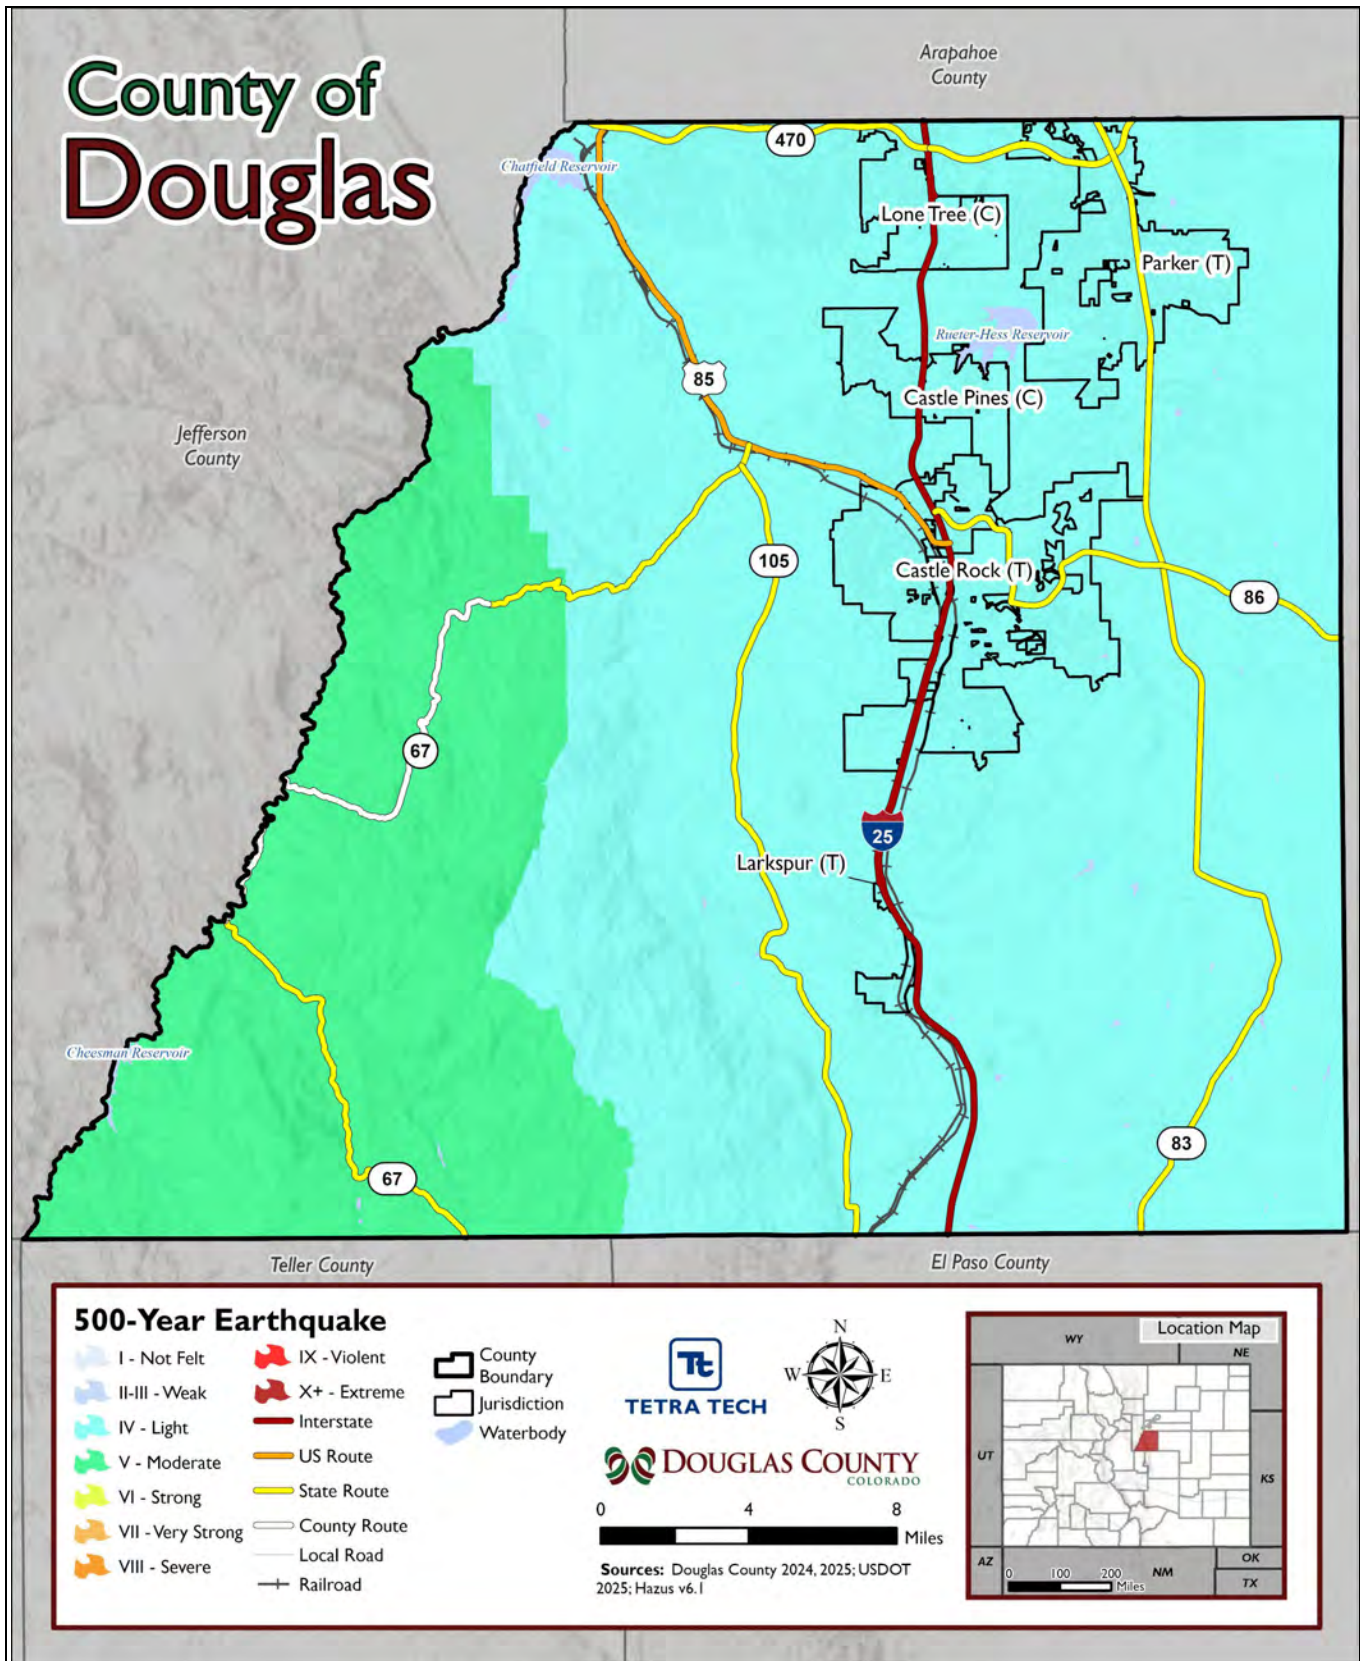 County of
Douglas
Arapahoe
County
470
Chatfield Reservoir
Lone Tree (C)
Parker (T)
Rueter-Hess Reservoir
85
Castle Pines (C)
Jefferson
County
105
Castle Rock (T)
86
67
25
Larkspur (T)
Cheesman Reservoir
83
67
Teller County
El Paso County
500-Year Earthquake
I - Not Felt
II-III - Weak
IV - Light
V - Moderate
VI - Strong
VII - Very Strong
VIII - Severe
IX - Violent
X+ - Extreme
Interstate
US Route
State Route
County Route
Local Road
Railroad
County
Boundary
Jurisdiction
Waterbody
Tt
TETRA TECH
N
W
E
S
DOUGLAS COUNTY
COLORADO
0 4 8
Miles
Sources: Douglas County 2024, 2025; USDOT
2025; Hazus v6.1
Location Map
WY
NE
UT
KS
AZ
NM
OK
TX
0 100 200
Miles